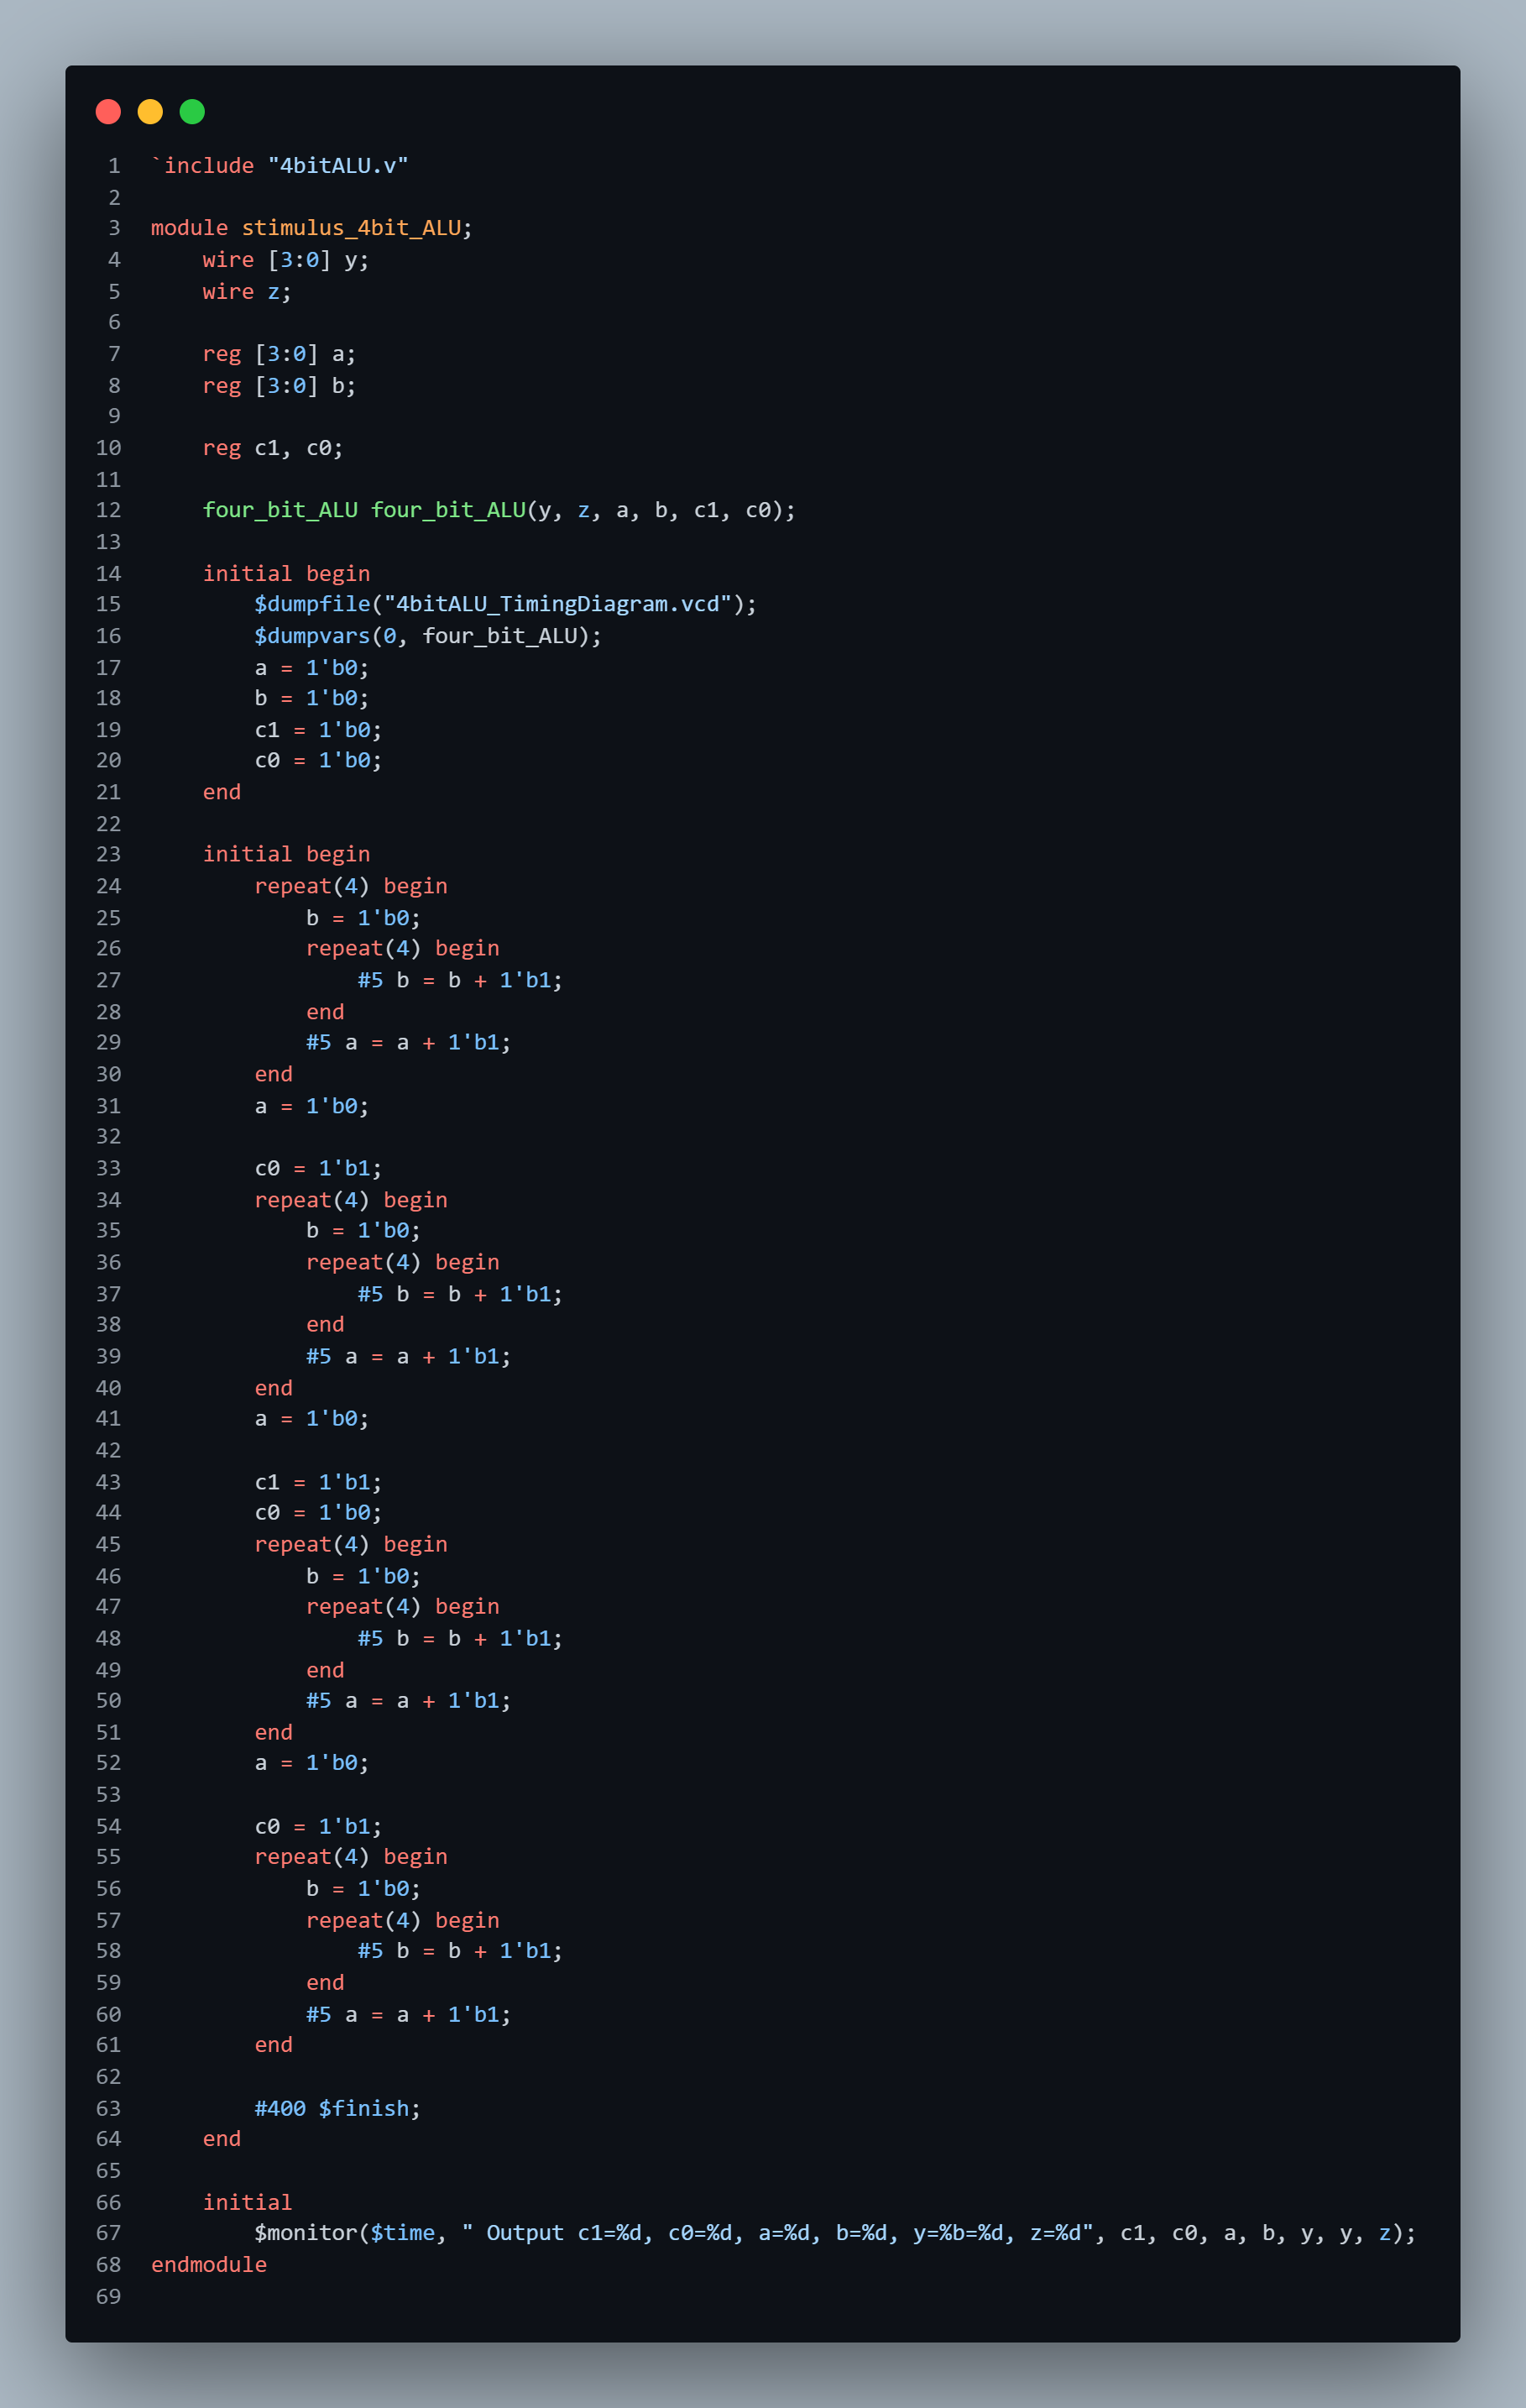 1 `include "4bitALU.v"
2
3 module stimulus_4bit_ALU;
4     wire [3:0] y;
5     wire z;
6
7     reg [3:0] a;
8     reg [3:0] b;
9
10     reg c1, c0;
11
12     four_bit_ALU four_bit_ALU(y, z, a, b, c1, c0);
13
14     initial begin
15         $dumpfile("4bitALU_TimingDiagram.vcd");
16         $dumpvars(0, four_bit_ALU);
17         a = 1'b0;
18         b = 1'b0;
19         c1 = 1'b0;
20         c0 = 1'b0;
21     end
22
23     initial begin
24         repeat(4) begin
25             b = 1'b0;
26             repeat(4) begin
27                 #5 b = b + 1'b1;
28             end
29             #5 a = a + 1'b1;
30         end
31         a = 1'b0;
32
33         c0 = 1'b1;
34         repeat(4) begin
35             b = 1'b0;
36             repeat(4) begin
37                 #5 b = b + 1'b1;
38             end
39             #5 a = a + 1'b1;
40         end
41         a = 1'b0;
42
43         c1 = 1'b1;
44         c0 = 1'b0;
45         repeat(4) begin
46             b = 1'b0;
47             repeat(4) begin
48                 #5 b = b + 1'b1;
49             end
50             #5 a = a + 1'b1;
51         end
52         a = 1'b0;
53
54         c0 = 1'b1;
55         repeat(4) begin
56             b = 1'b0;
57             repeat(4) begin
58                 #5 b = b + 1'b1;
59             end
60             #5 a = a + 1'b1;
61         end
62
63         #400 $finish;
64     end
65
66     initial
67         $monitor($time, " Output c1=%d, c0=%d, a=%d, b=%d, y=%b=%d, z=%d", c1, c0, a, b, y, y, z);
68 endmodule
69